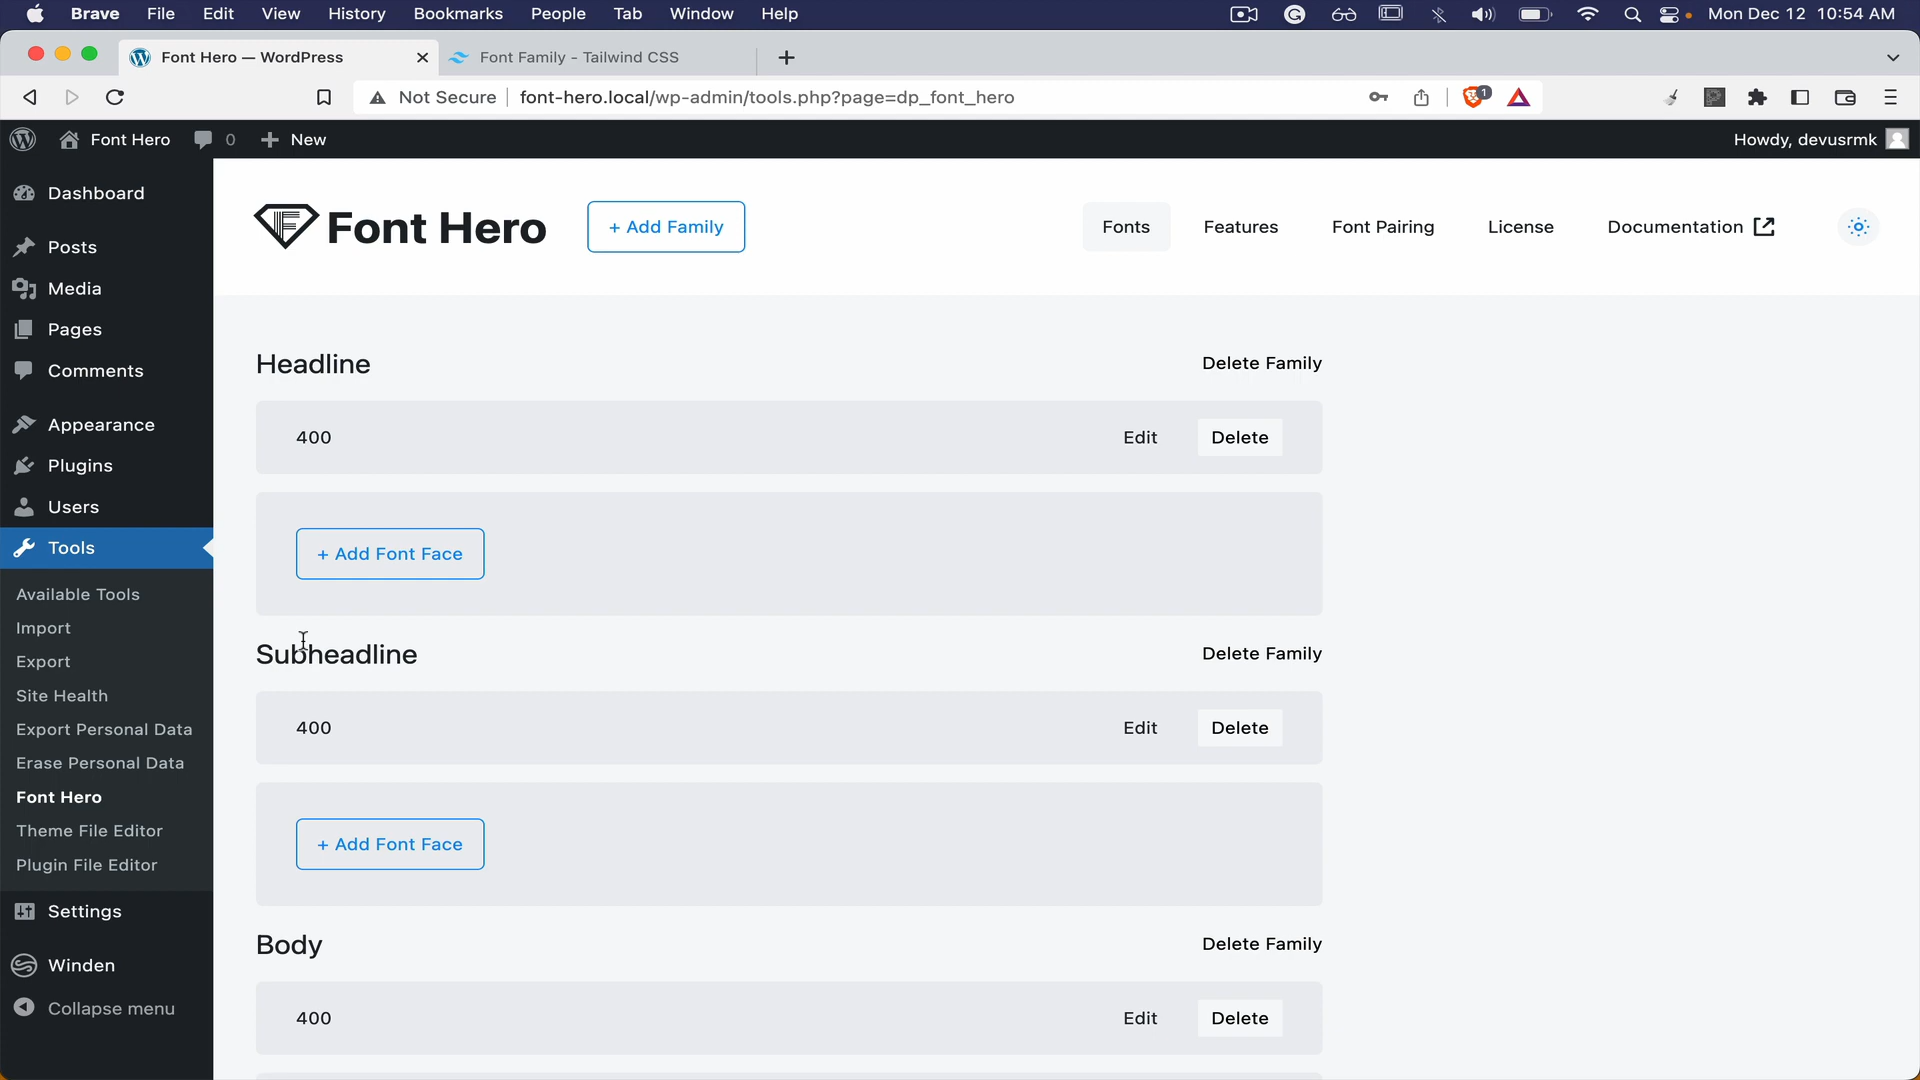 Brave File Edit View History Bookmarks People Tab Window Help Mon Dec 12 10:54 AM
Font Hero — WordPress Font Family - Tailwind CSS
Not Secure font-hero.local/wp-admin/tools.php?page=dp_font_hero 1
Font Hero 0 + New Howdy, devusrmk
Dashboard
Posts
Media
Pages
Comments
Appearance
Plugins
Users
Tools
Available Tools
Import
Export
Site Health
Export Personal Data
Erase Personal Data
Font Hero
Theme File Editor
Plugin File Editor
Settings
Winden
Collapse menu
Font Hero + Add Family Fonts Features Font Pairing License Documentation
Headline Delete Family
400 Edit Delete
+ Add Font Face
Subheadline Delete Family
400 Edit Delete
+ Add Font Face
Body Delete Family
400 Edit Delete